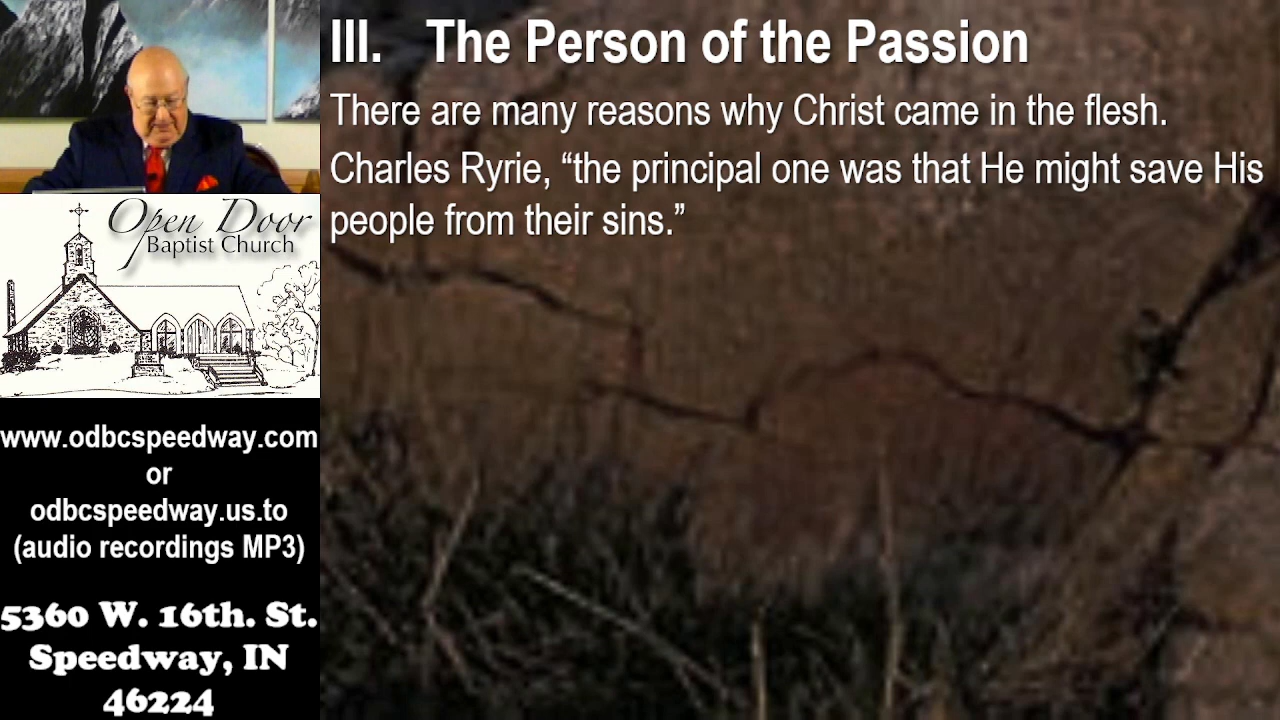 III. The Person of the Passion
There are many reasons why Christ came in the flesh.
Charles Ryrie, “the principal one was that He might save His
people from their sins.”
Open Door
Baptist Church
www.odbcspeedway.com
or
odbcspeedway.us.to
(audio recordings MP3)
5360 W. 16th. St.
Speedway, IN
46224